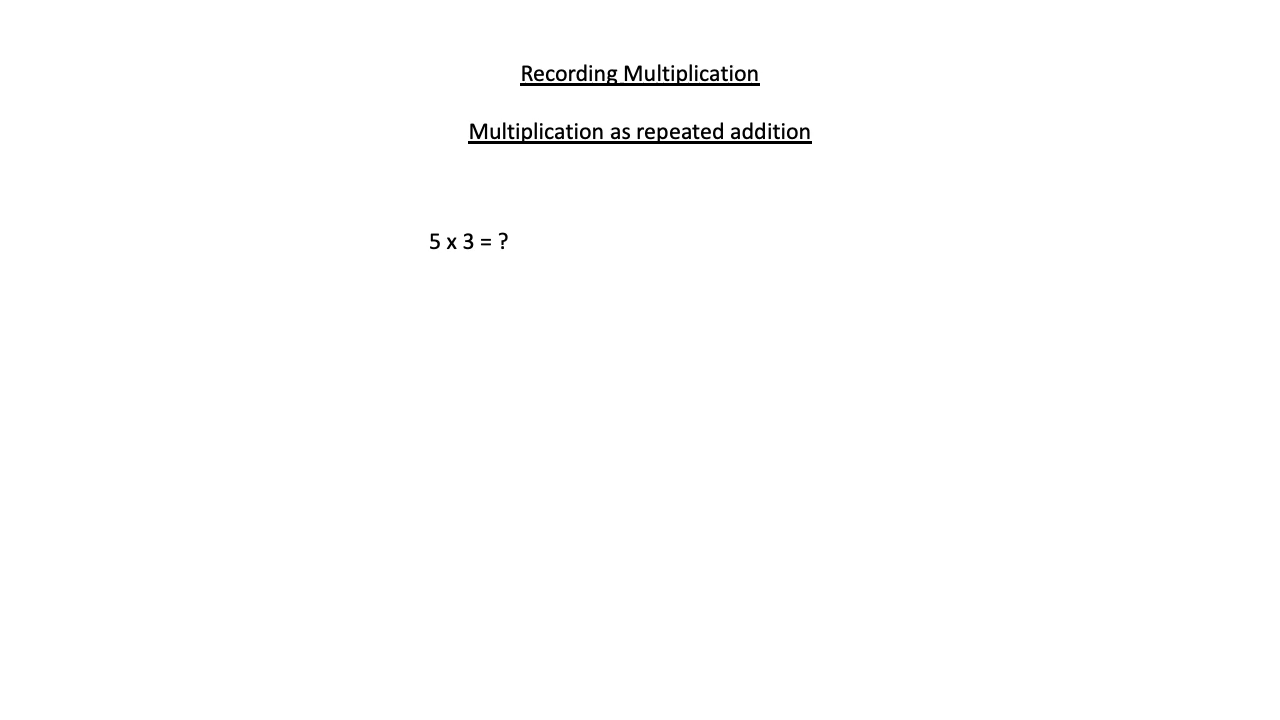 Recording Multiplication
Multiplication as repeated addition
5 x 3 = ?